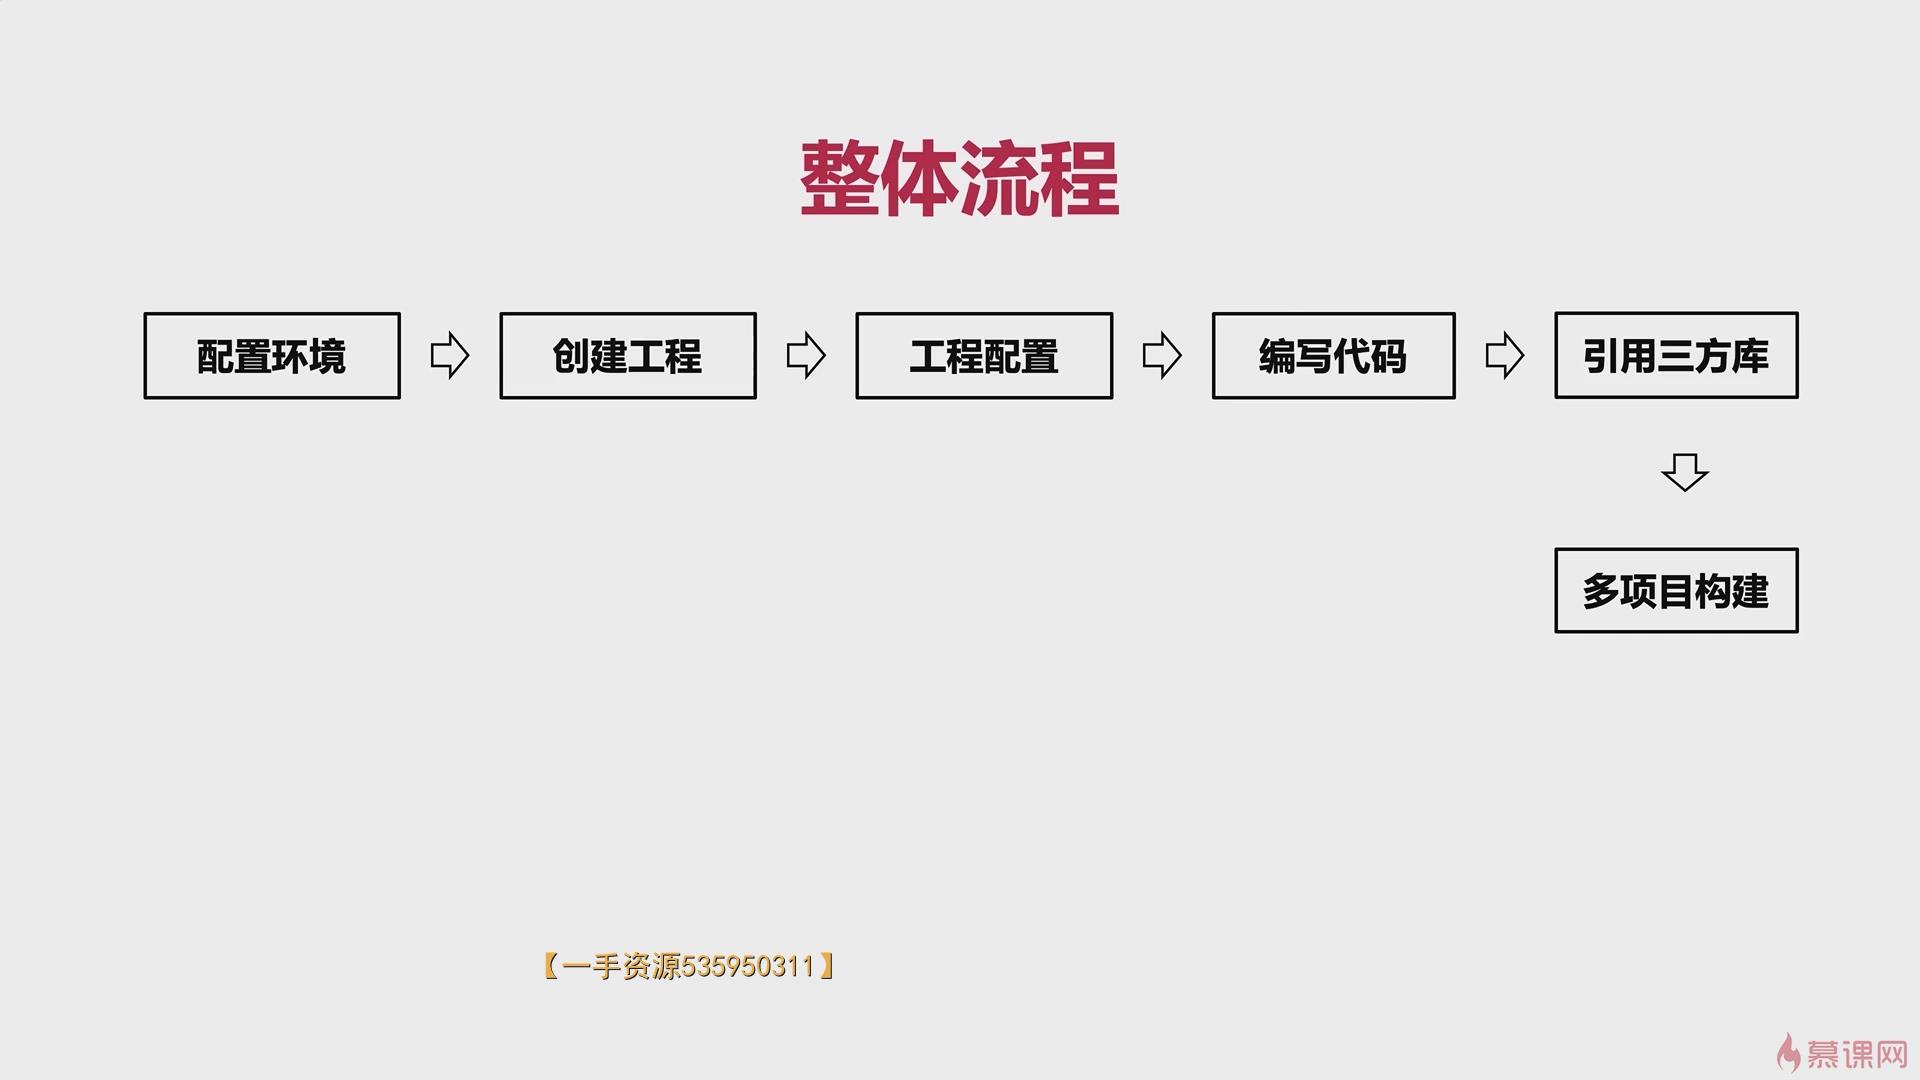 整体流程
配置环境
创建工程
工程配置
编写代码
引用三方库
多项目构建
【一手资源535950311】
慕课网